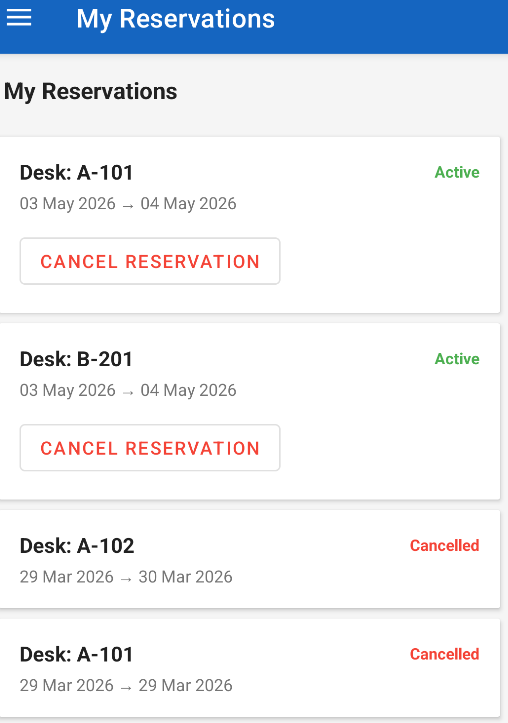 My Reservations
My Reservations
Desk: A-101
Active
03 May 2026 → 04 May 2026
CANCEL RESERVATION
Desk: B-201
Active
03 May 2026 → 04 May 2026
CANCEL RESERVATION
Desk: A-102
Cancelled
29 Mar 2026 → 30 Mar 2026
Desk: A-101
Cancelled
29 Mar 2026 → 29 Mar 2026